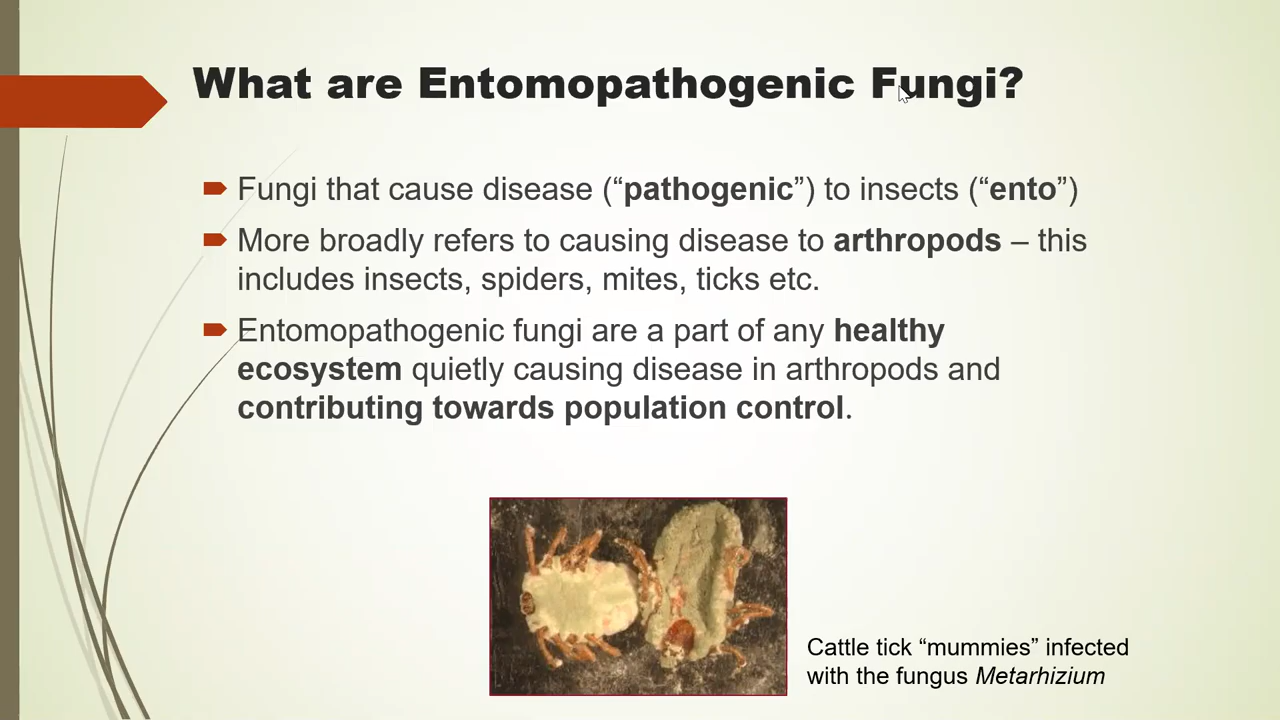 What are Entomopathogenic Fungi?
Fungi that cause disease (“pathogenic”) to insects (“ento”)
More broadly refers to causing disease to arthropods – this
includes insects, spiders, mites, ticks etc.
Entomopathogenic fungi are a part of any healthy
ecosystem quietly causing disease in arthropods and
contributing towards population control.
Cattle tick “mummies” infected
with the fungus Metarhizium